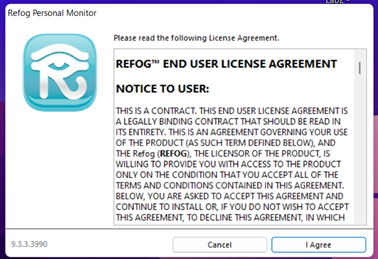 Refog Personal Monitor
Please read the following License Agreement.
REFOG™ END USER LICENSE AGREEMENT
NOTICE TO USER:
THIS IS A CONTRACT. THIS END USER LICENSE AGREEMENT IS
A LEGALLY BINDING CONTRACT THAT SHOULD BE READ IN
ITS ENTIRETY. THIS IS AN AGREEMENT GOVERNING YOUR USE
OF THE PRODUCT (AS SUCH TERM DEFINED BELOW), AND
THE Refog (REFOG), THE LICENSOR OF THE PRODUCT, IS
WILLING TO PROVIDE YOU WITH ACCESS TO THE PRODUCT
ONLY ON THE CONDITION THAT YOU ACCEPT ALL OF THE
TERMS AND CONDITIONS CONTAINED IN THIS AGREEMENT.
BELOW, YOU ARE ASKED TO ACCEPT THIS AGREEMENT AND
CONTINUE TO INSTALL OR, IF YOU DO NOT WISH TO ACCEPT
THIS AGREEMENT, TO DECLINE THIS AGREEMENT, IN WHICH
9.3.3.3990
Cancel
I Agree